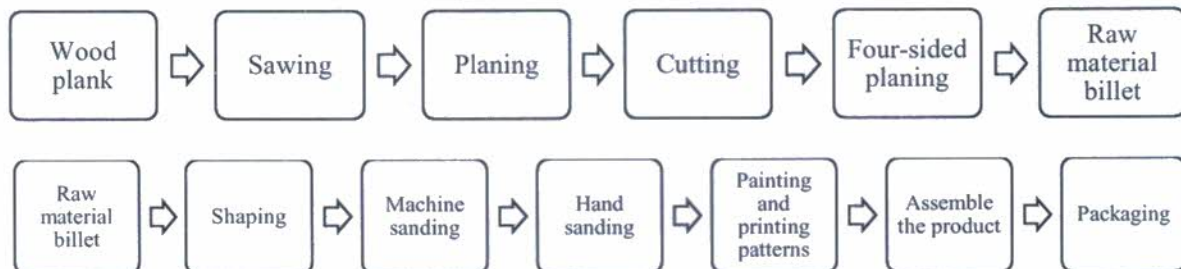 Wood
plank
Sawing
Planing
Cutting
Four-sided
planing
Raw
material
billet
Raw
material
billet
Shaping
Machine
sanding
Hand
sanding
Painting
and
printing
patterns
Assemble
the product
Packaging